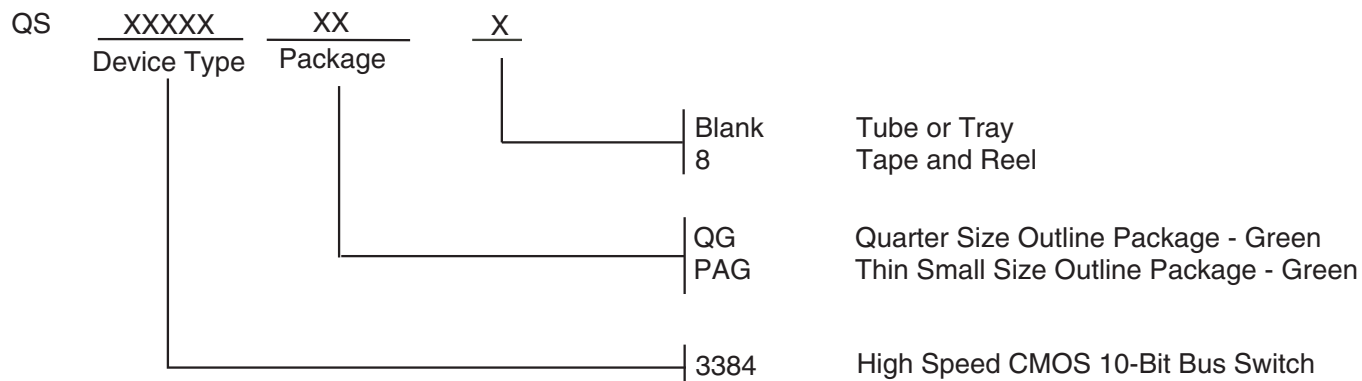 QS XXXXX XX X
Device Type Package
Blank Tube or Tray
8 Tape and Reel
QG Quarter Size Outline Package - Green
PAG Thin Small Size Outline Package - Green
3384 High Speed CMOS 10-Bit Bus Switch